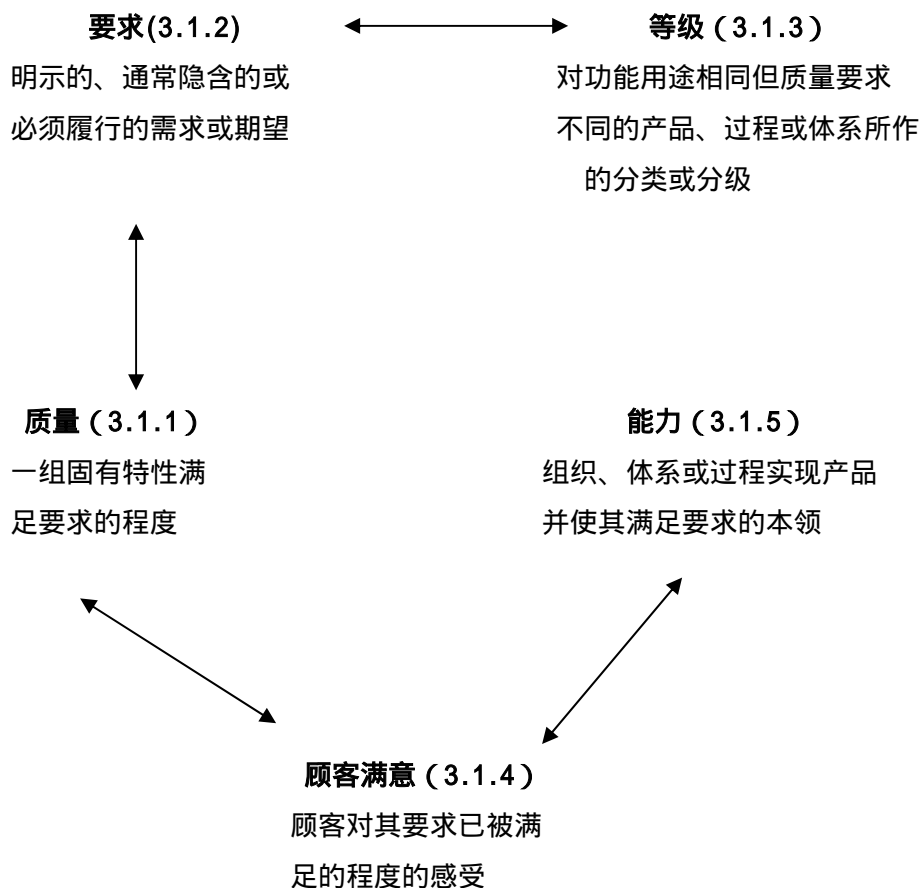 要求(3.1.2)
明示的、通常隐含的或
必须履行的需求或期望
等级（3.1.3）
对功能用途相同但质量要求
不同的产品、过程或体系所作
的分类或分级
质量（3.1.1）
一组固有特性满
足要求的程度
能力（3.1.5）
组织、体系或过程实现产品
并使其满足要求的本领
顾客满意（3.1.4）
顾客对其要求已被满
足的程度的感受